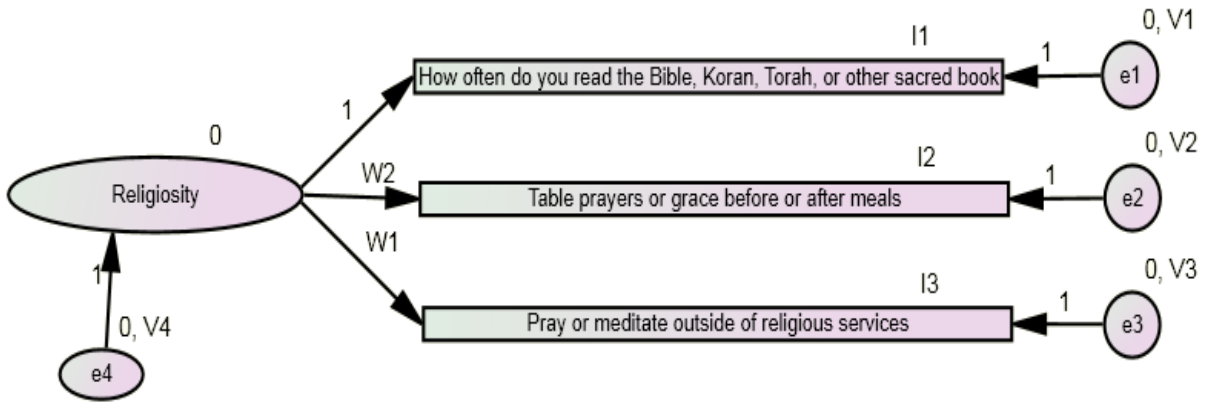 0, V1
I1
1
How often do you read the Bible, Koran, Torah, or other sacred book
e1
1
0
0, V2
I2
W2
1
Religiosity
Table prayers or grace before or after meals
e2
W1
0, V3
I3
1
1
Pray or meditate outside of religious services
e3
0, V4
e4